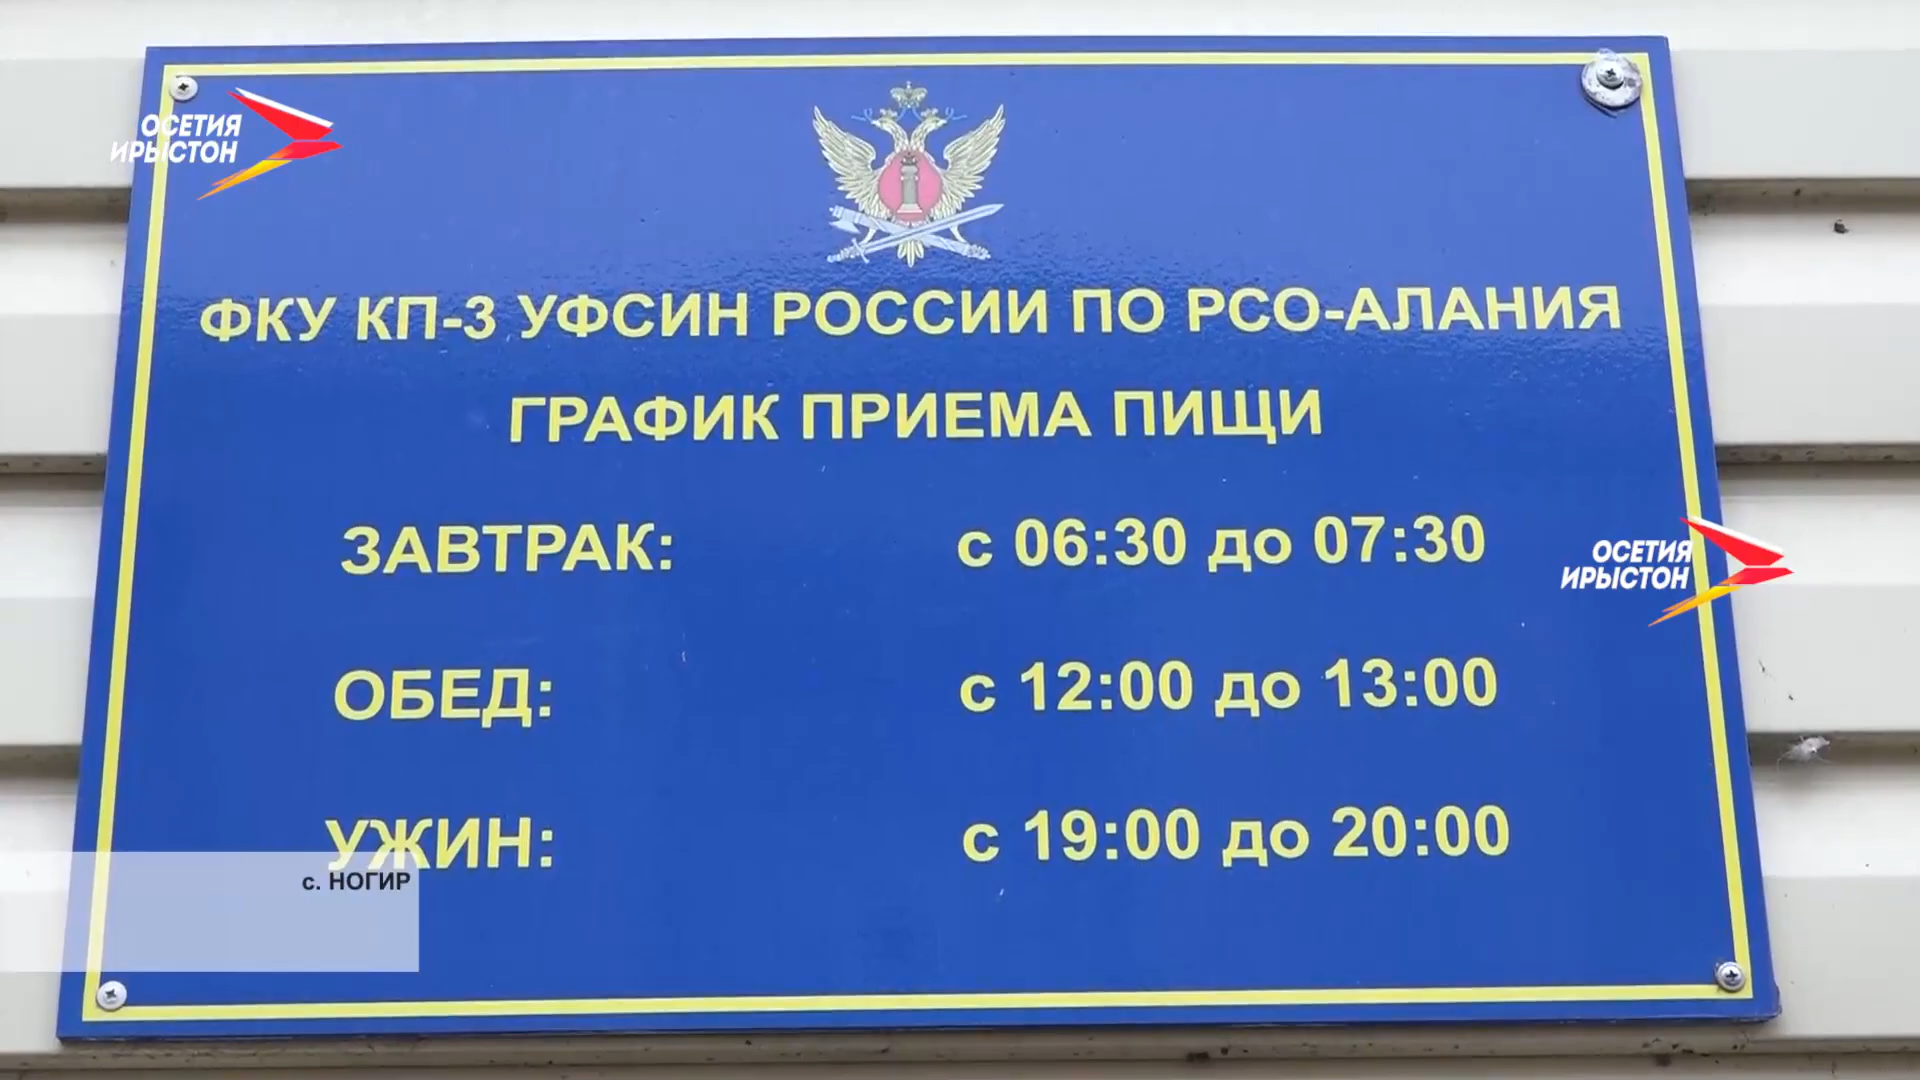 ОСЕТИЯ
ИРЫСТОН
ФКУ КП-3 УФСИН РОССИИ ПО РСО-АЛАНИЯ
ГРАФИК ПРИЕМА ПИЩИ
ЗАВТРАК: с 06:30 до 07:30
ОСЕТИЯ
ИРЫСТОН
ОБЕД: с 12:00 до 13:00
УЖИН: с 19:00 до 20:00
с. НОГИР